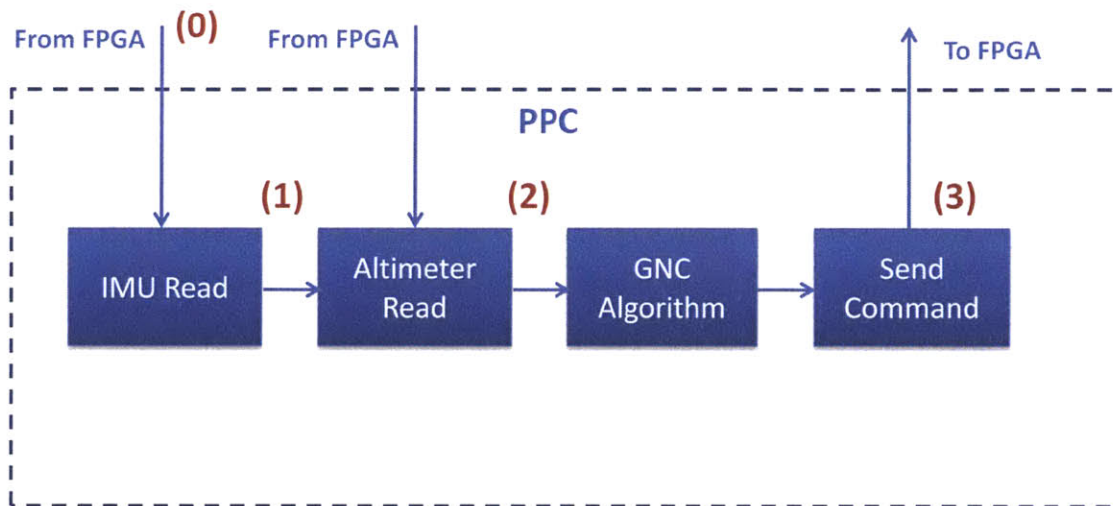 From FPGA
(0)
From FPGA
To FPGA
PPC
(1)
(2)
(3)
IMU Read
Altimeter
Read
GNC
Algorithm
Send
Command